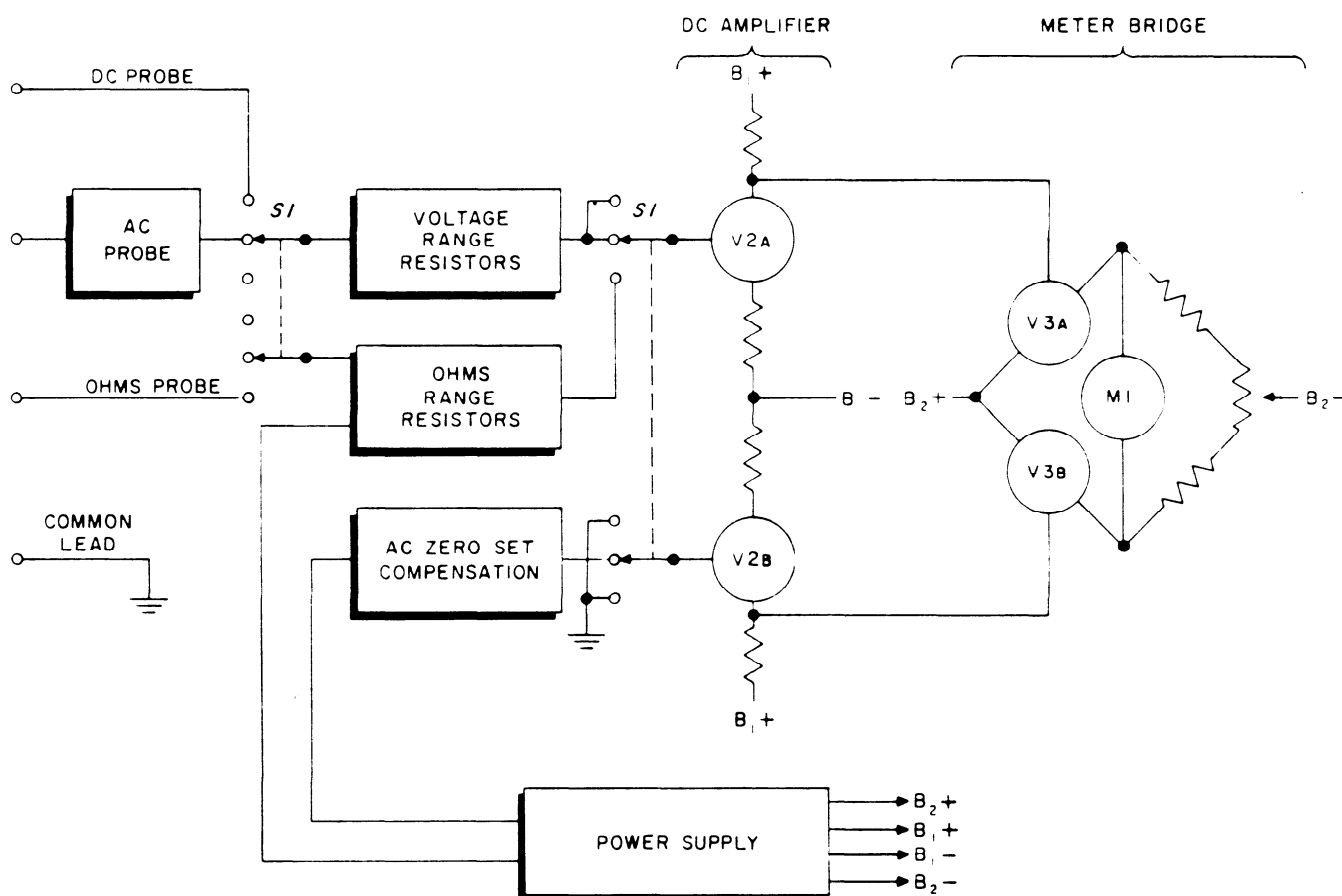 DC AMPLIFIER
METER BRIDGE
DC PROBE
B₁+
AC
PROBE
S1
VOLTAGE
RANGE
RESISTORS
S1
V2A
V3A
OHMS PROBE
OHMS
RANGE
RESISTORS
B-
B₂+
M1
B₂-
V3B
COMMON
LEAD
AC ZERO SET
COMPENSATION
V2B
B₁+
POWER SUPPLY
B₂+
B₁+
B₁-
B₂-